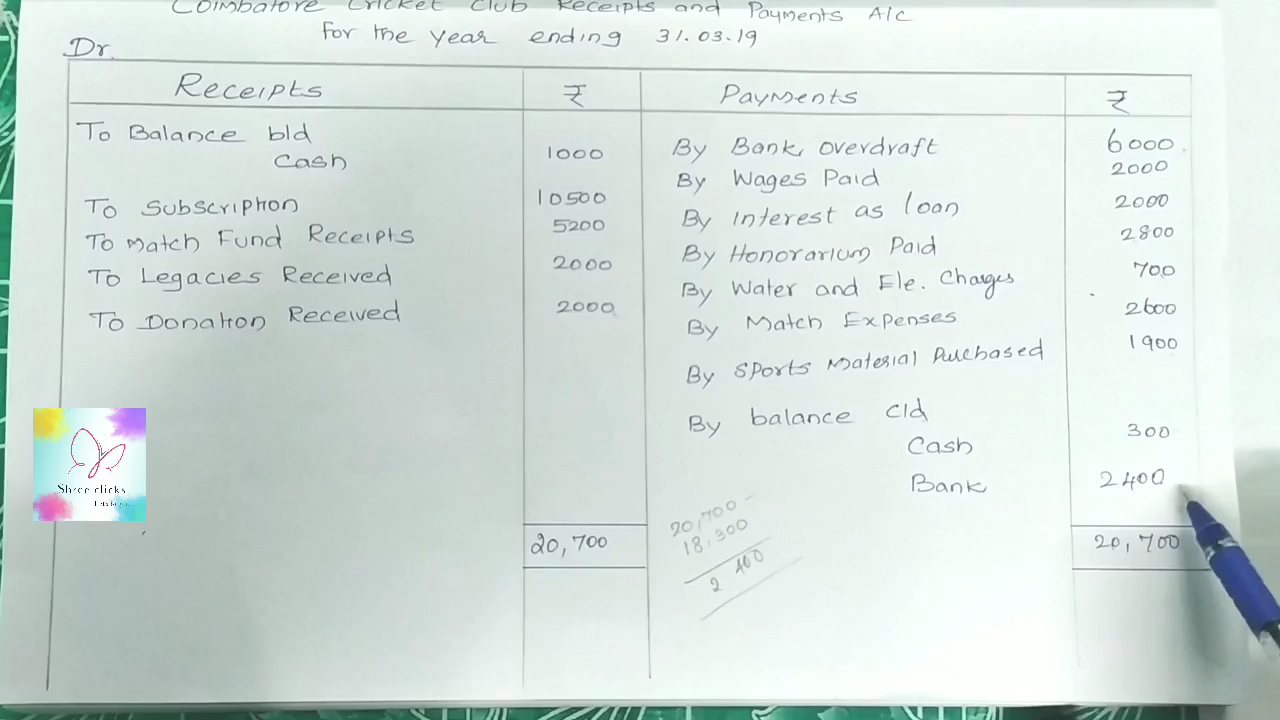 Coimbatore Cricket Club Receipts and Payments A/c
For the year ending 31.03.19
Dr.
Receipts ₹ Payments ₹
To Balance b/d
Cash 1000
To Subscription 10500
To Match Fund Receipts 5200
To Legacies Received 2000
To Donation Received 2000
20,700
By Bank overdraft 6000
By Wages Paid 2000
By Interest as loan 2000
By Honorarium Paid 2800
By Water and Ele. Charges 700
By Match Expenses 2600
By Sports Material Purchased 1900
By balance c/d
Cash 300
Bank 2400
20,700
20,700 -
18,300
2 400
Shree clicks